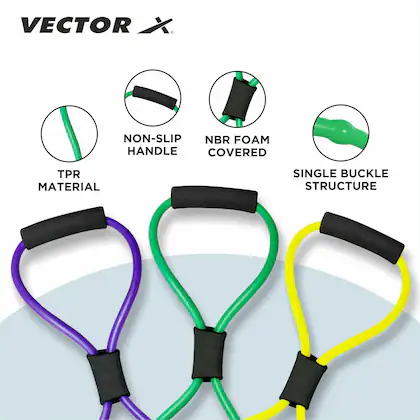 VECTOR X®
NON-SLIP
HANDLE
NBR FOAM
COVERED
TPR
MATERIAL
SINGLE BUCKLE
STRUCTURE